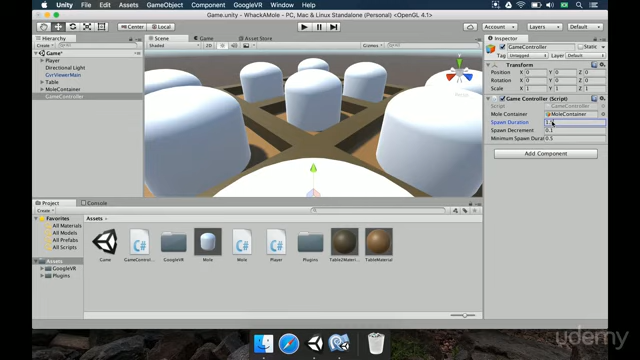 Unity File Edit Assets GameObject Component GoogleVR Window Help
Game.unity - WhackAMole - PC, Mac & Linux Standalone (Personal) <OpenGL 4.1>
Center Local Account Layers Default
Hierarchy Scene Game Asset Store Inspector
Create Shaded Gizmos
Game
Player
Directional Light
GvrViewerMain
Table
MoleContainer
GameController
GameController Static
Tag Untagged Layer Default
Transform
Position X 0 Y 0 Z 0
Rotation X 0 Y 0 Z 0
Scale X 1 Y 1 Z 1
Game Controller (Script)
Script GameController
Mole Container MoleContainer
Spawn Duration
Spawn Decrement 0.1
Minimum Spawn Durat 0.5
Add Component
Project
Create
Favorites
All Materials
All Models
All Prefabs
All Scripts
Assets
GoogleVR
Plugins
Assets
Game GameControl... GoogleVR Mole Mole Player Plugins Table2Materi... TableMaterial
udemy